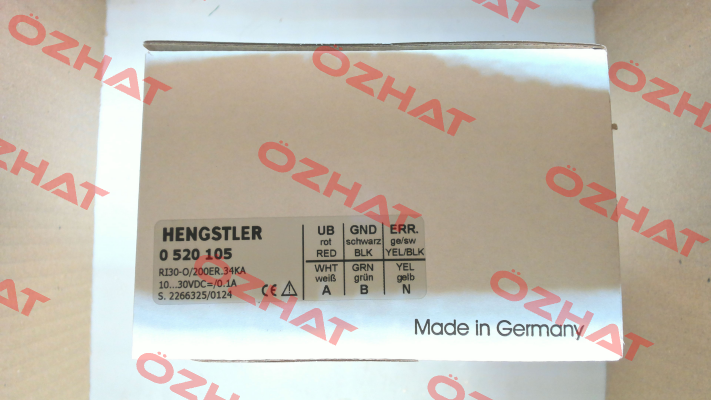 HENGSTLER
0 520 105
RI30-O/200ER.34KA
10...30VDC=/0.1A
S. 2266325/0124
CE
UB GND ERR.
rot schwarz ge/sw
RED BLK YEL/BLK
WHT GRN YEL
weiß grün gelb
A B N
Made in Germany
ÖZHAT
ÖZHAT
ÖZHAT
ÖZHAT
ÖZHAT
ÖZHAT
ÖZHAT
ÖZHAT
ÖZHAT
ÖZHAT
ÖZHAT